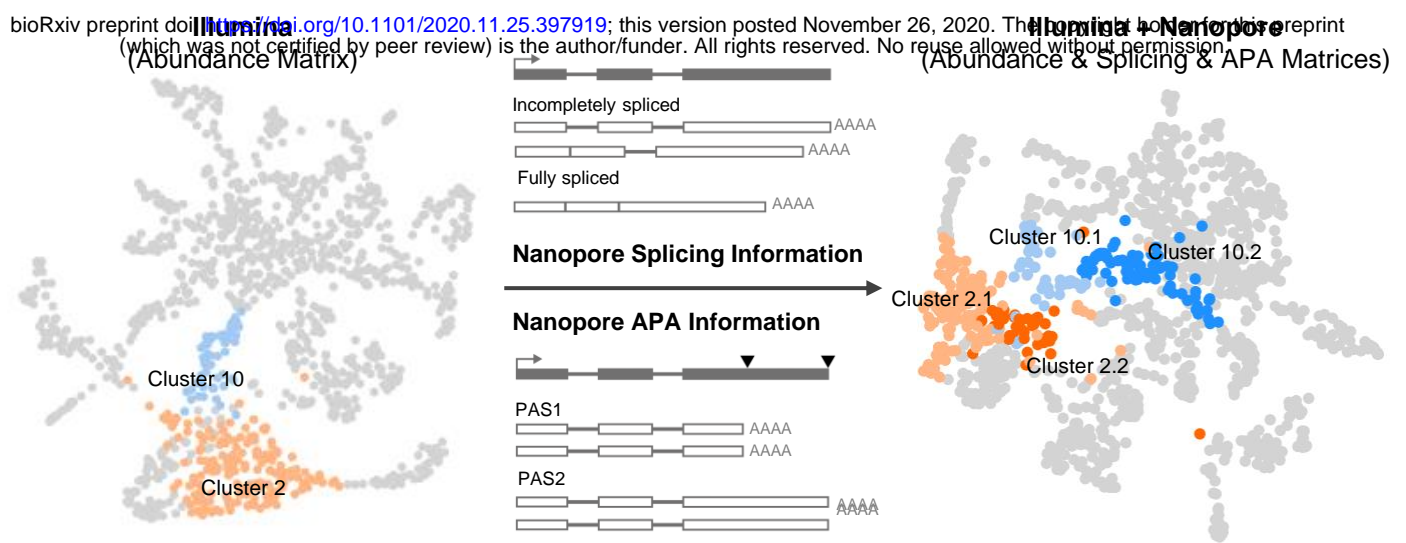 bioRxiv preprint doi: https://doi.org/10.1101/2020.11.25.397919; this version posted November 26, 2020. The copyright holder for this preprint
(which was not certified by peer review) is the author/funder. All rights reserved. No reuse allowed without permission.
Illumina
(Abundance Matrix)
Illumina + Nanopore
(Abundance & Splicing & APA Matrices)
Incompletely spliced
AAAA
AAAA
Fully spliced
AAAA
Nanopore Splicing Information
Nanopore APA Information
PAS1
AAAA
AAAA
PAS2
AAAA
AAAA
Cluster 10
Cluster 2
Cluster 10.1
Cluster 10.2
Cluster 2.1
Cluster 2.2